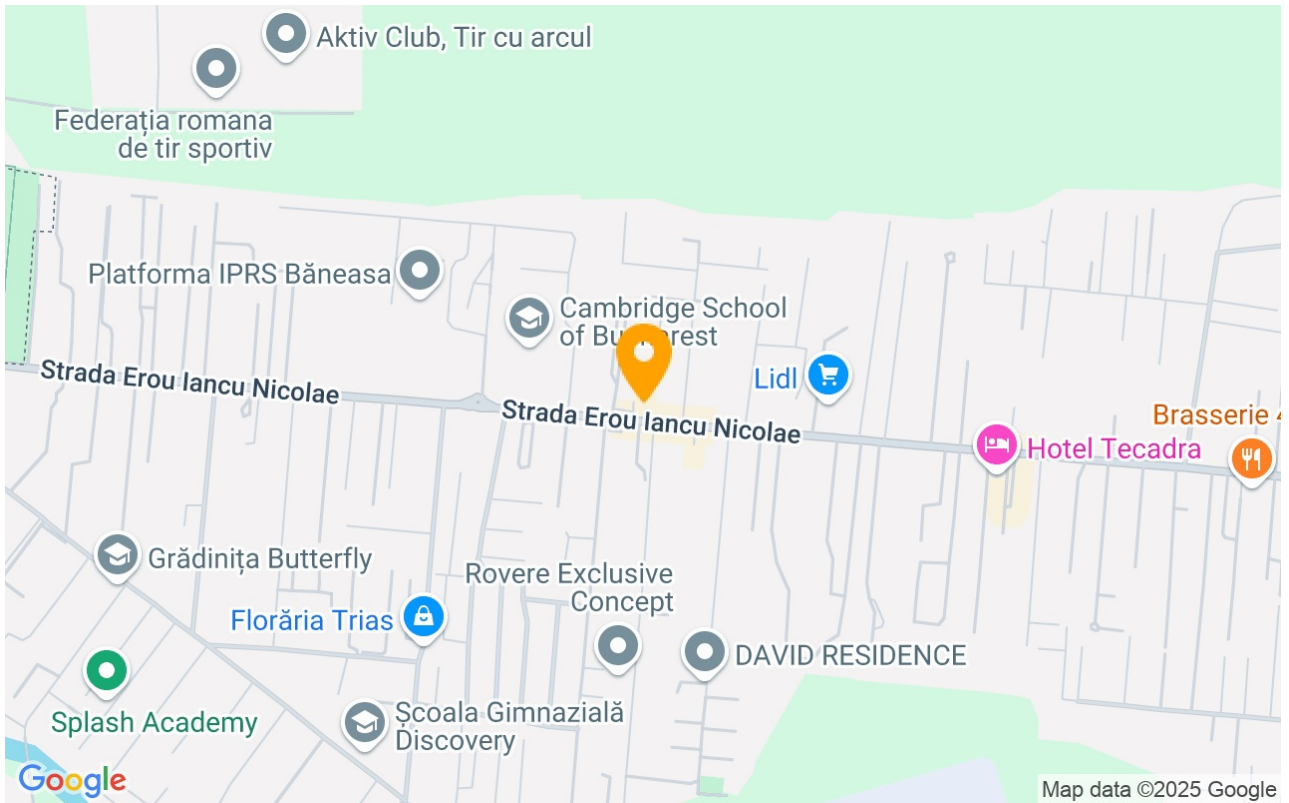 Aktiv Club, Tir cu arcul
Federația romana
de tir sportiv
Platforma IPRS Băneasa
Cambridge School
of Bucharest
Lidl
Strada Erou Iancu Nicolae
Strada Erou Iancu Nicolae
Brasserie 4
Hotel Tecadra
Grădinița Butterfly
Rovere Exclusive
Concept
Florăria Trias
DAVID RESIDENCE
Splash Academy
Școala Gimnazială
Discovery
Google
Map data ©2025 Google